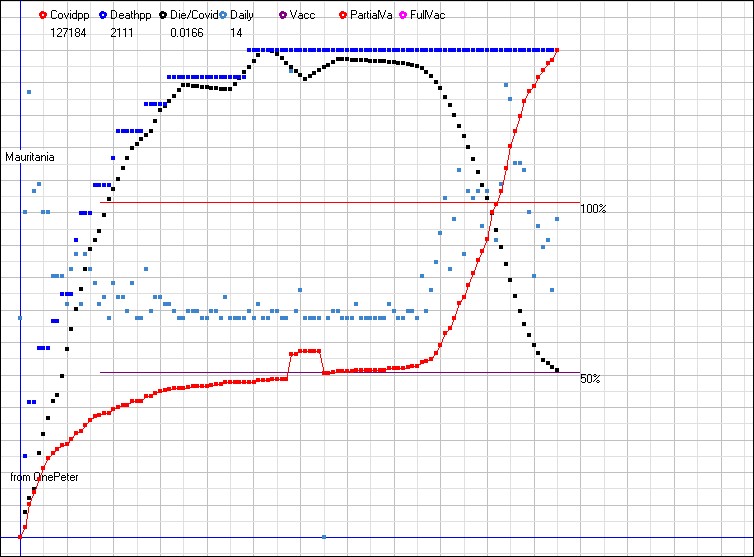 Covidpp Deathpp Die/Covid Daily Vacc PartialVa FullVac
127184 2111 0.0166 14
Mauritania
100%
50%
from OnePeter